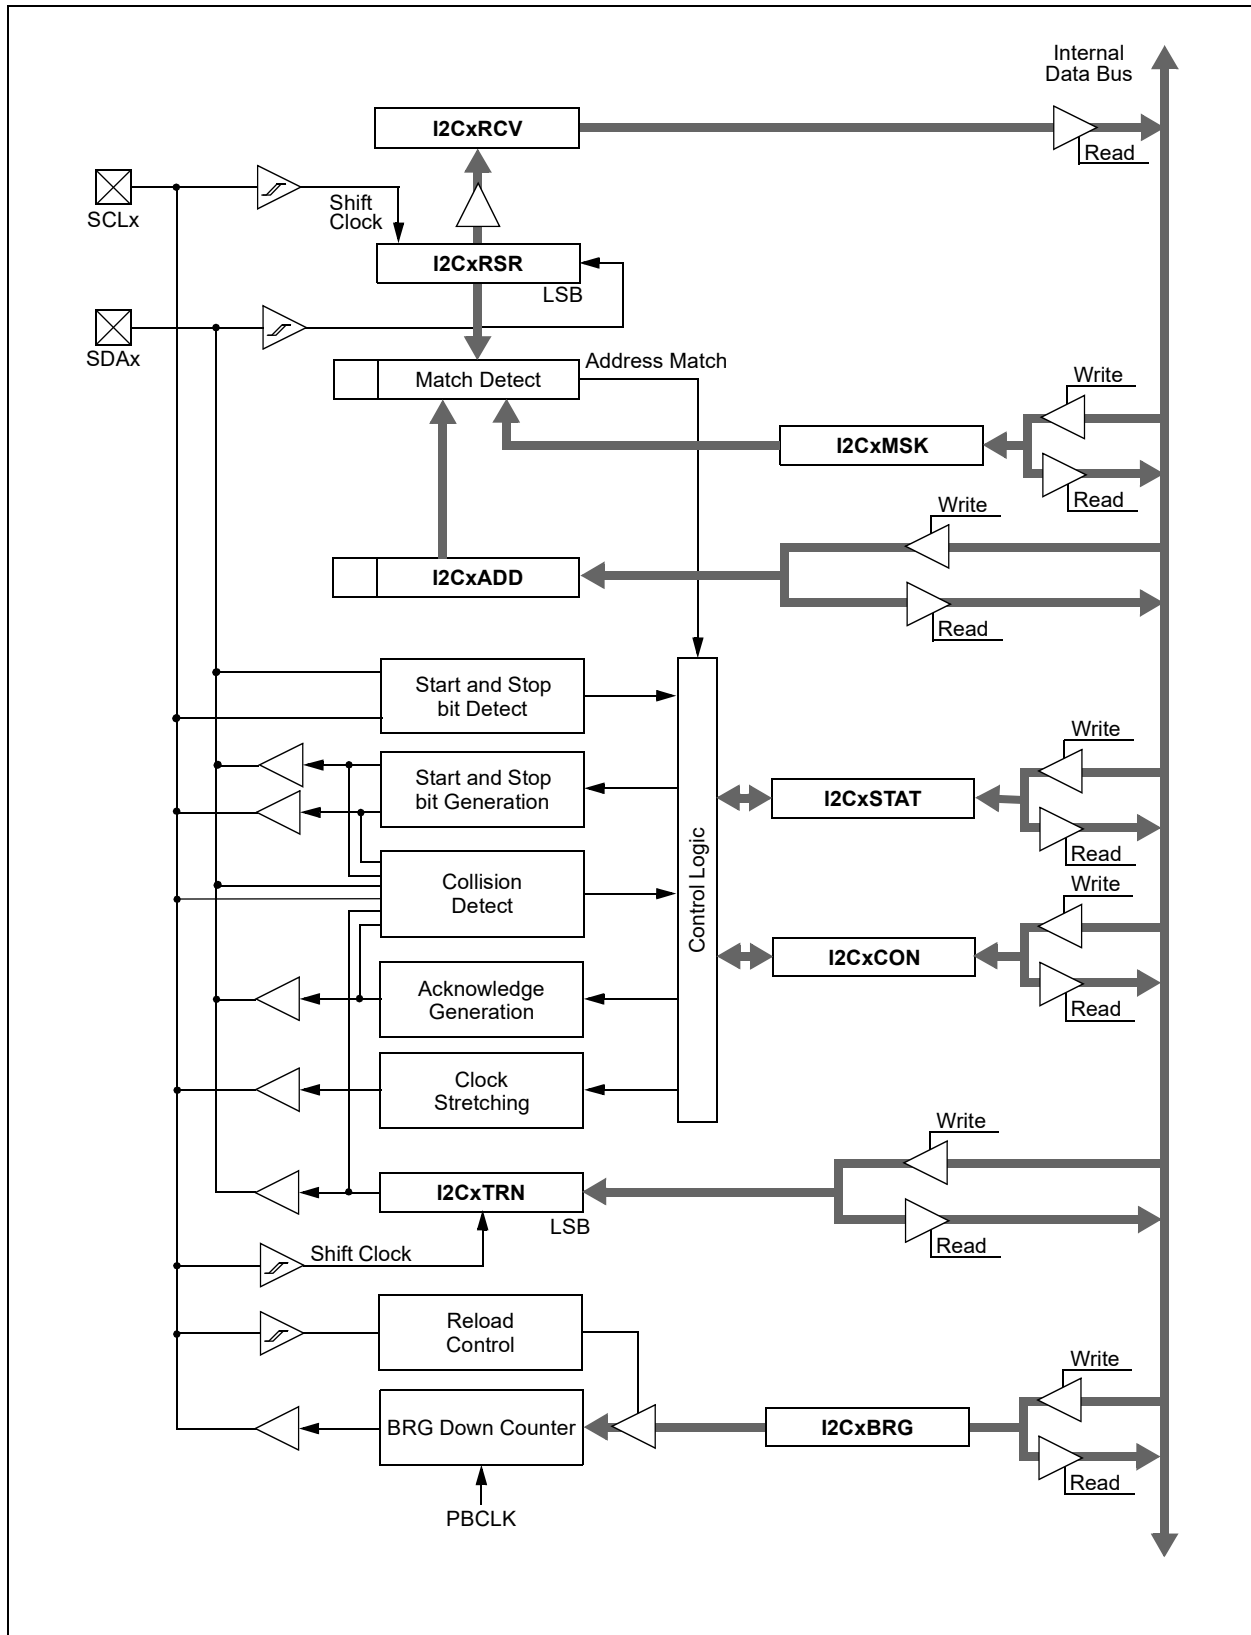 Internal
Data Bus
I2CxRCV
Read
SCLx
Shift
Clock
I2CxRSR
LSB
SDAx
Match Detect
Address Match
Write
I2CxMSK
Read
Write
I2CxADD
Read
Start and Stop
bit Detect
Write
Start and Stop
bit Generation
I2CxSTAT
Read
Control Logic
Collision
Detect
Write
I2CxCON
Read
Acknowledge
Generation
Clock
Stretching
Write
I2CxTRN
LSB
Read
Shift Clock
Reload
Control
Write
BRG Down Counter
I2CxBRG
Read
PBCLK